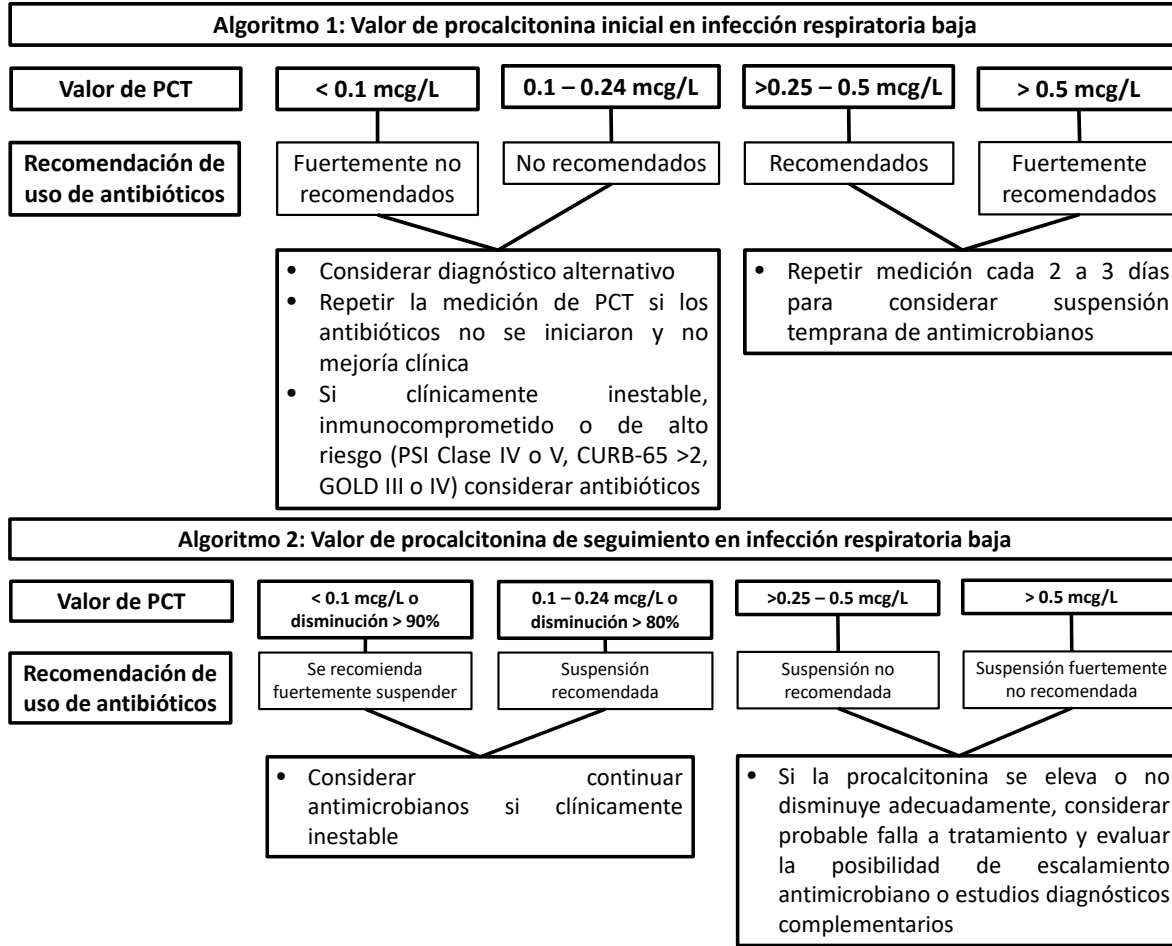 Algoritmo 1: Valor de procalcitonina inicial en infección respiratoria baja
Valor de PCT
< 0.1 mcg/L
0.1 – 0.24 mcg/L
>0.25 – 0.5 mcg/L
> 0.5 mcg/L
Recomendación de
uso de antibióticos
Fuertemente no
recomendados
No recomendados
Recomendados
Fuertemente
recomendados
• Considerar diagnóstico alternativo
• Repetir la medición de PCT si los
antibióticos no se iniciaron y no
mejoría clínica
• Si clínicamente inestable,
inmunocomprometido o de alto
riesgo (PSI Clase IV o V, CURB-65 >2,
GOLD III o IV) considerar antibióticos
• Repetir medición cada 2 a 3 días
para considerar suspensión
temprana de antimicrobianos
Algoritmo 2: Valor de procalcitonina de seguimiento en infección respiratoria baja
Valor de PCT
< 0.1 mcg/L o
disminución > 90%
0.1 – 0.24 mcg/L o
disminución > 80%
>0.25 – 0.5 mcg/L
> 0.5 mcg/L
Recomendación de
uso de antibióticos
Se recomienda
fuertemente suspender
Suspensión
recomendada
Suspensión no
recomendada
Suspensión fuertemente
no recomendada
• Considerar continuar
antimicrobianos si clínicamente
inestable
• Si la procalcitonina se eleva o no
disminuye adecuadamente, considerar
probable falla a tratamiento y evaluar
la posibilidad de escalamiento
antimicrobiano o estudios diagnósticos
complementarios